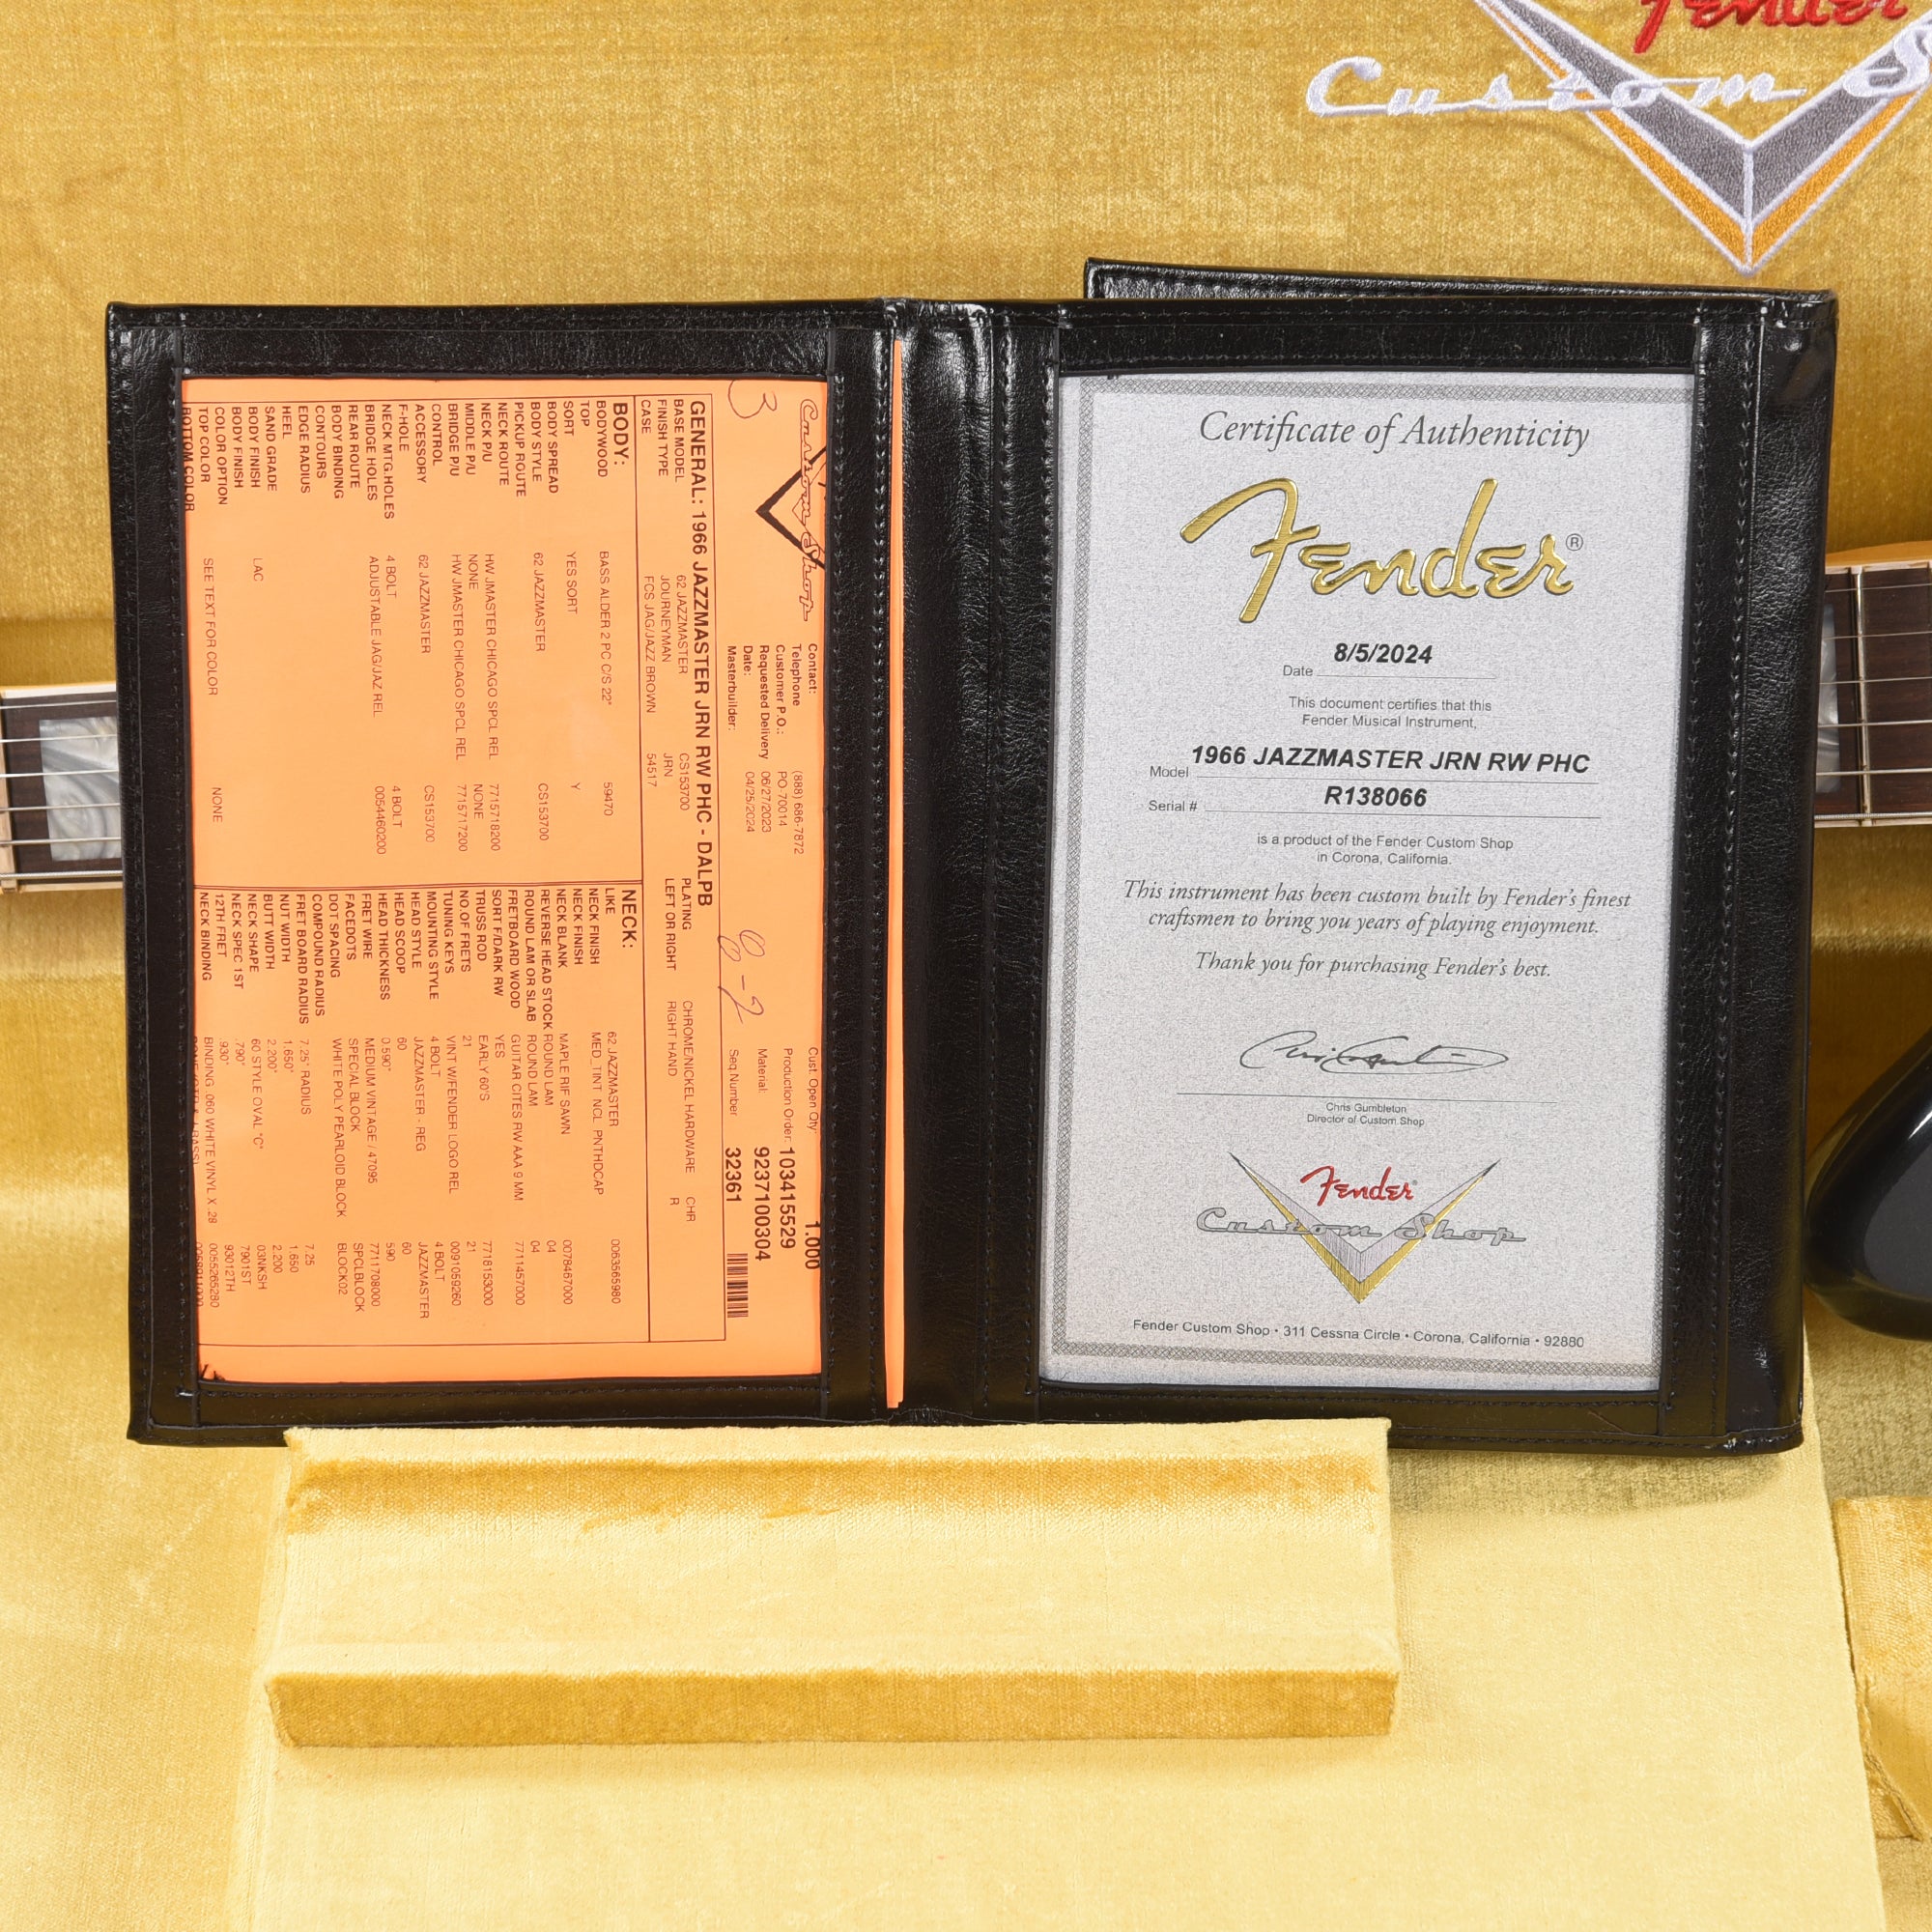 Fender
Custom S
Custom Shop
3
Contact:
Telephone (888) 686-7872
Customer P.O.: PO-70014
Requested Delivery 06/27/2023
Date: 04/25/2024
Masterbuilder:
8-2
Cust. Open Qty: 1.000
Production Order: 103415529
Material: 9237100304
Seq Number 32361
GENERAL: 1966 JAZZMASTER JRN RW PHC - DALPB
BASE MODEL 62 JAZZMASTER CS153700 PLATING CHROME/NICKEL HARDWARE CHR
FINISH TYPE JOURNEYMAN JRN LEFT OR RIGHT RIGHT HAND R
CASE FCS JAG/JAZZ BROWN 54517
BODY:
BODYWOOD BASS ALDER 2 PC C/S 22" 59470
TOP
SORT YES SORT Y
BODY SPREAD
BODY STYLE 62 JAZZMASTER CS153700
PICKUP ROUTE
NECK ROUTE
NECK P/U HW JMASTER CHICAGO SPCL REL 7715718200
MIDDLE P/U NONE NONE
BRIDGE P/U HW JMASTER CHICAGO SPCL REL 7715717200
CONTROL
ACCESSORY 62 JAZZMASTER CS153700
F-HOLE
NECK MTG.HOLES 4 BOLT 4 BOLT
BRIDGE HOLES ADJUSTABLE JAG/JAZ REL 0054460200
REAR ROUTE
BODY BINDING
CONTOURS
EDGE RADIUS
HEEL
SAND GRADE
BODY FINISH LAC
BODY FINISH
COLOR OPTION
TOP COLOR SEE TEXT FOR COLOR NONE
BOTTOM COLOR
NECK:
LIKE 62 JAZZMASTER 0063565980
NECK FINISH MED_TINT NCL PNTHDCAP
NECK FINISH
NECK BLANK MAPLE RIF SAWN 0078467000
REVERSE HEAD STOCK ROUND LAM 04
ROUND LAM OR SLAB ROUND LAM 04
FRETBOARD WOOD GUITAR CITES RW AAA 9 MM 7711457000
SORT F/DARK RW YES
TRUSS ROD EARLY 60'S 7718153000
NO OF FRETS 21 21
TUNING KEYS VINT W/FENDER LOGO REL 0091059260
MOUNTING STYLE 4 BOLT 4 BOLT
HEAD STYLE JAZZMASTER - REG JAZZMASTER
HEAD SCOOP 60 60
HEAD THICKNESS 0.590" 590
FRET WIRE MEDIUM VINTAGE / 47095 7711708000
FACEDOTS SPECIAL BLOCK SPCLBLOCK
DOT SPACING WHITE POLY PEARLOID BLOCK BLOCK02
COMPOUND RADIUS
FRET BOARD RADIUS 7.25" RADIUS 7.25
NUT WIDTH 1.650" 1.650
BUTT WIDTH 2.200" 2.200
NECK SHAPE 60 STYLE OVAL "C" 03NKSH
NECK SPEC 1ST .790" 7901ST
12TH FRET .930" 93012TH
NECK BINDING BINDING .060 WHITE VINYL X .28 0055265280
Certificate of Authenticity
Fender®
Date 8/5/2024
This document certifies that this
Fender Musical Instrument,
Model 1966 JAZZMASTER JRN RW PHC
Serial # R138066
is a product of the Fender Custom Shop
in Corona, California.
This instrument has been custom built by Fender's finest
craftsmen to bring you years of playing enjoyment.
Thank you for purchasing Fender's best.
Chris Gumbleton
Director of Custom Shop
Fender
Custom Shop
Fender Custom Shop • 311 Cessna Circle • Corona, California • 92880